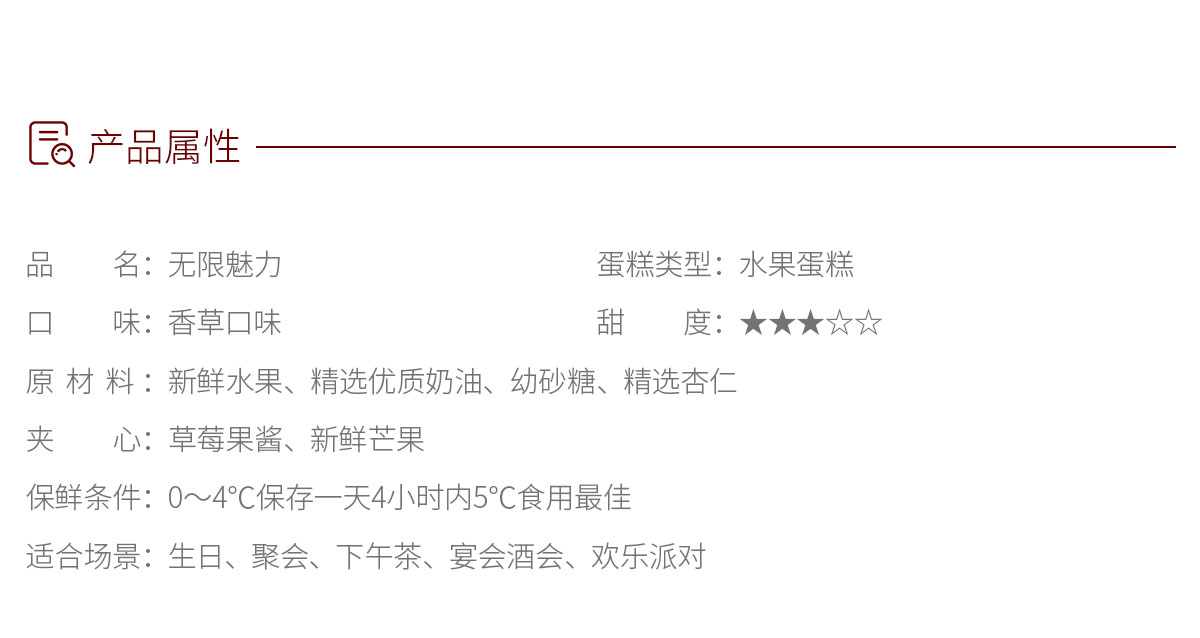 产品属性
品名：无限魅力 蛋糕类型：水果蛋糕
口味：香草口味 甜度：★★★☆☆
原材料：新鲜水果、精选优质奶油、幼砂糖、精选杏仁
夹心：草莓果酱、新鲜芒果
保鲜条件：0～4℃保存一天4小时内5℃食用最佳
适合场景：生日、聚会、下午茶、宴会酒会、欢乐派对